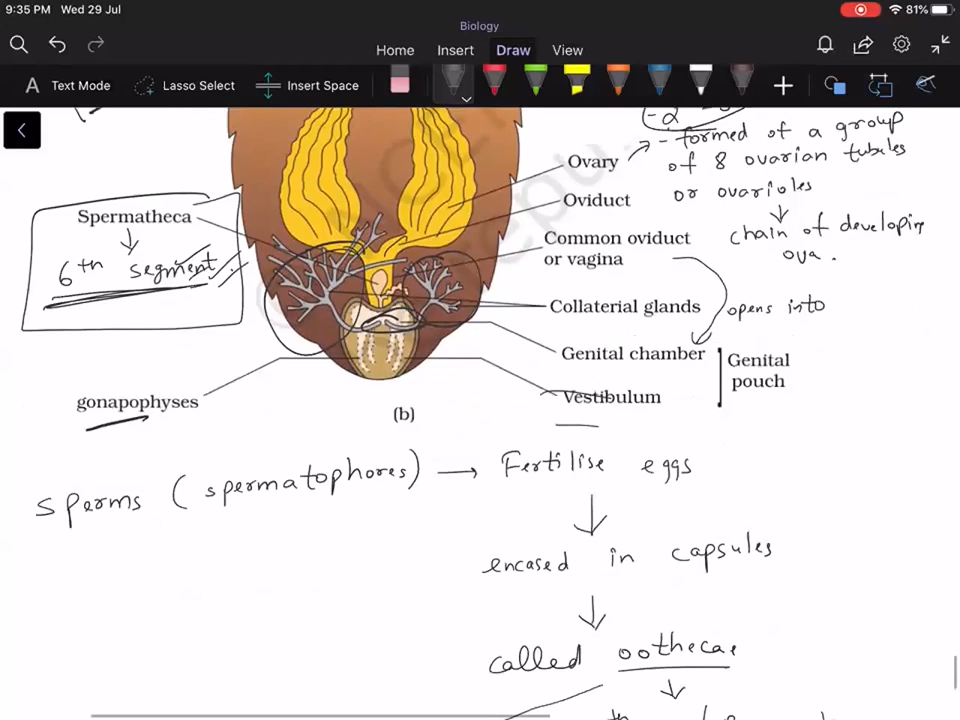 9:35 PM Wed 29 Jul
81%
Biology
Home Insert Draw View
A Text Mode
Lasso Select
Insert Space
Ovary
- formed of a group
of 8 ovarian tubules
or ovarioles
chain of developing
ova.
Oviduct
Spermatheca
6th segment
Common oviduct
or vagina
Collaterial glands
opens into
Genital chamber
Genital
pouch
gonapophyses
Vestibulum
(b)
sperms (spermatophores) → Fertilise eggs
encased in capsules
called oothecae